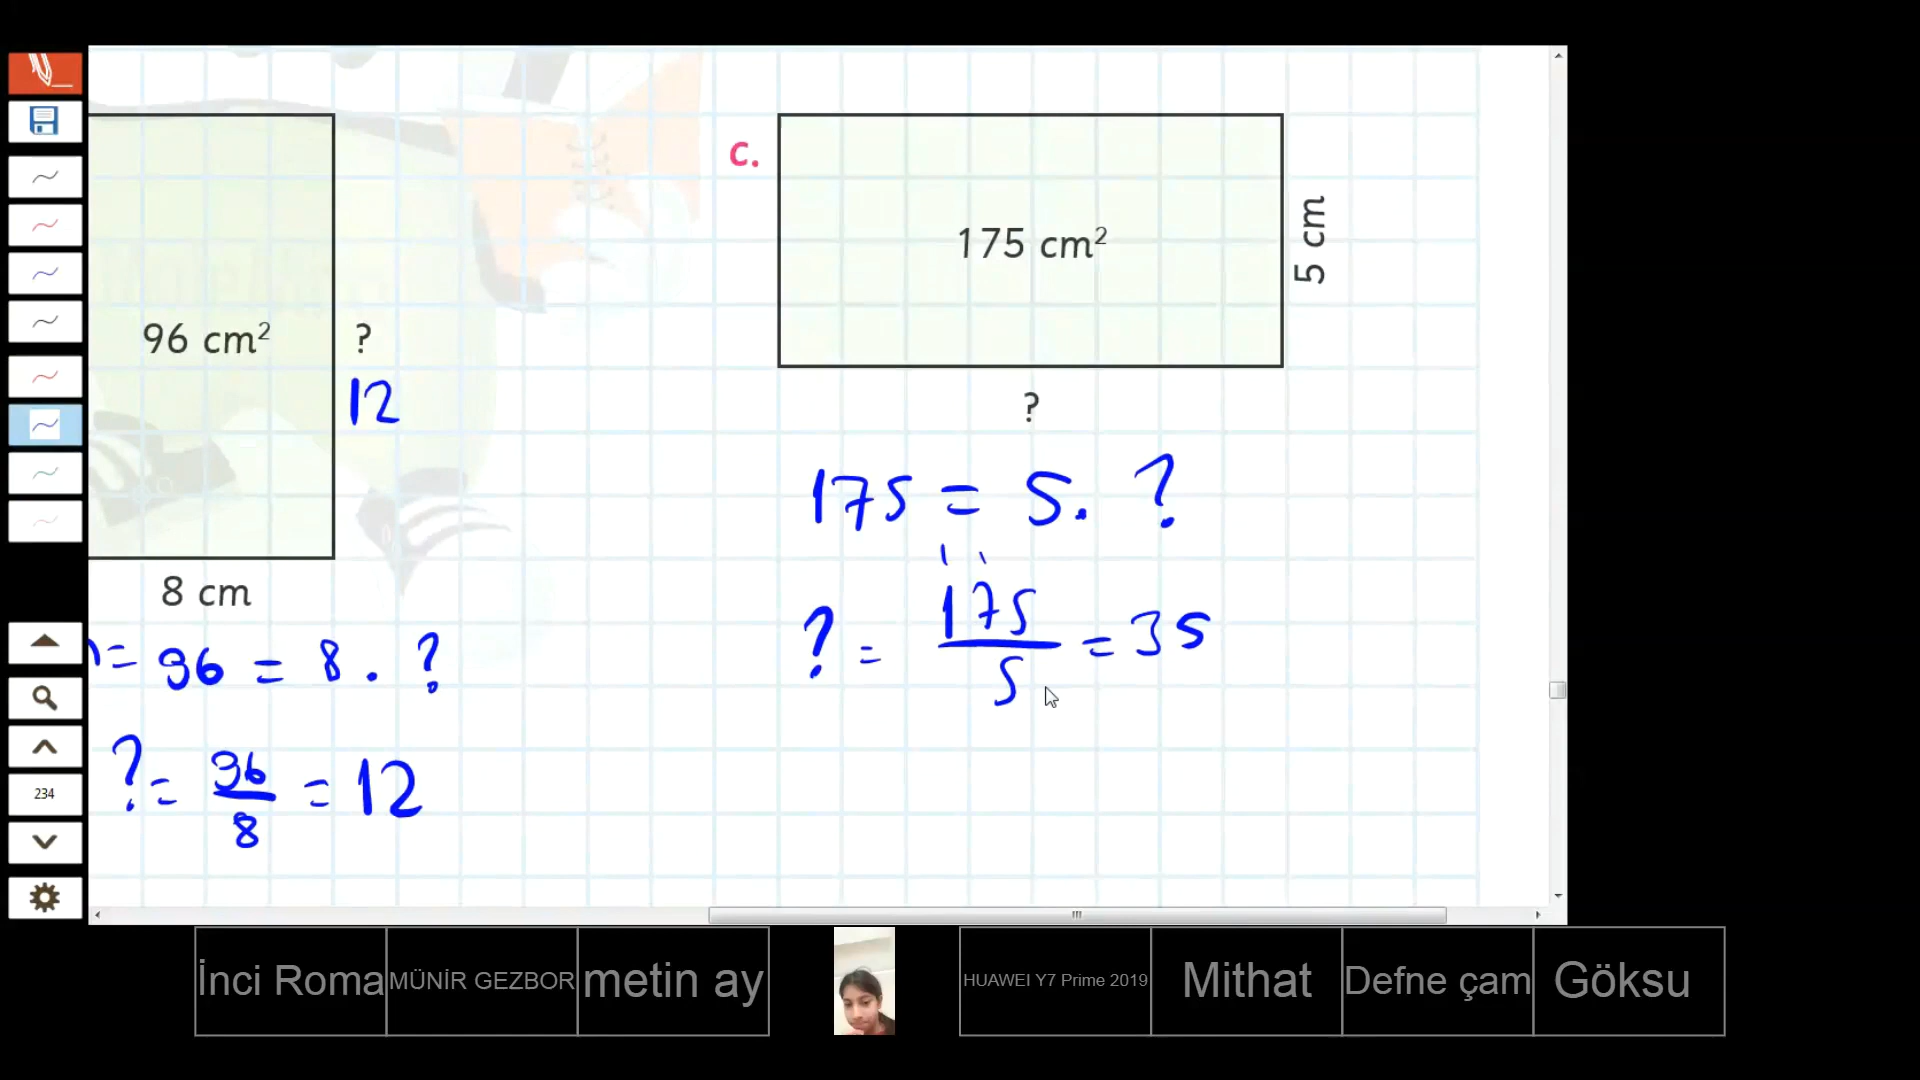 c.
175 cm²
5 cm
?
96 cm²
?
12
8 cm
= 96 = 8 . ?
? = 96/8 = 12
175 = 5 . ?
? = 175/5 = 35
234
İnci Roma
MÜNİR GEZBOR
metin ay
HUAWEI Y7 Prime 2019
Mithat
Defne çam
Göksu